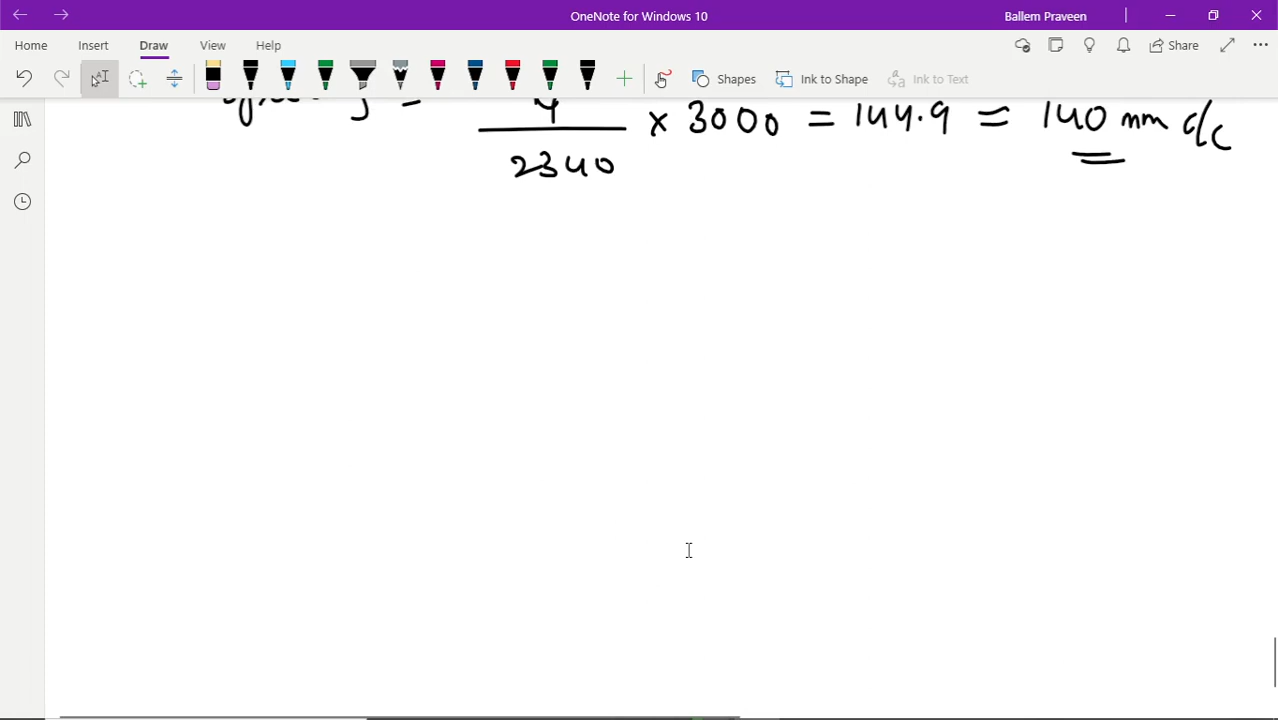 OneNote for Windows 10
Ballem Praveen
Home Insert Draw View Help
Share
Shapes Ink to Shape Ink to Text
= 4 × 3000 = 144.9 ≈ 140 mm c/c
2340